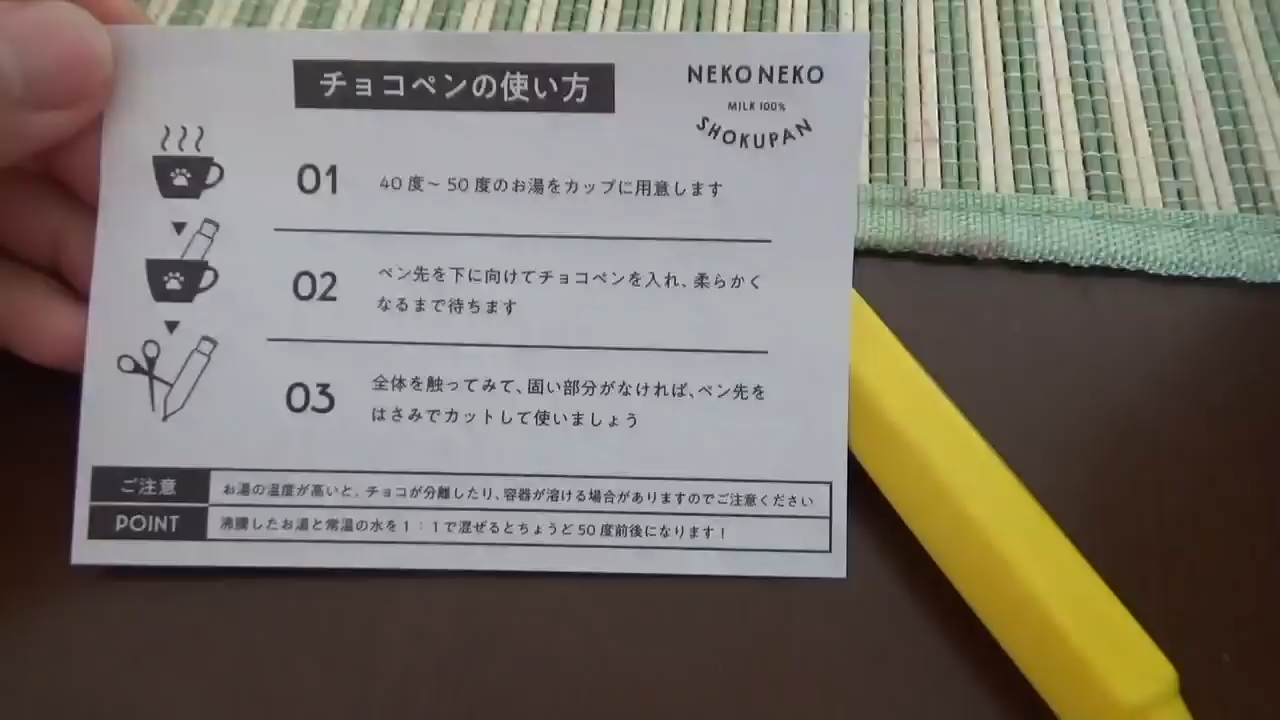 チョコペンの使い方
NEKO NEKO
MILK 100%
SHOKUPAN
01 40度～50度のお湯をカップに用意します
02 ペン先を下に向けてチョコペンを入れ、柔らかく
なるまで待ちます
03 全体を触ってみて、固い部分がなければ、ペン先を
はさみでカットして使いましょう
ご注意 お湯の温度が高いと、チョコが分離したり、容器が溶ける場合がありますのでご注意ください
POINT 沸騰したお湯と常温の水を1：1で混ぜるとちょうど50度前後になります！